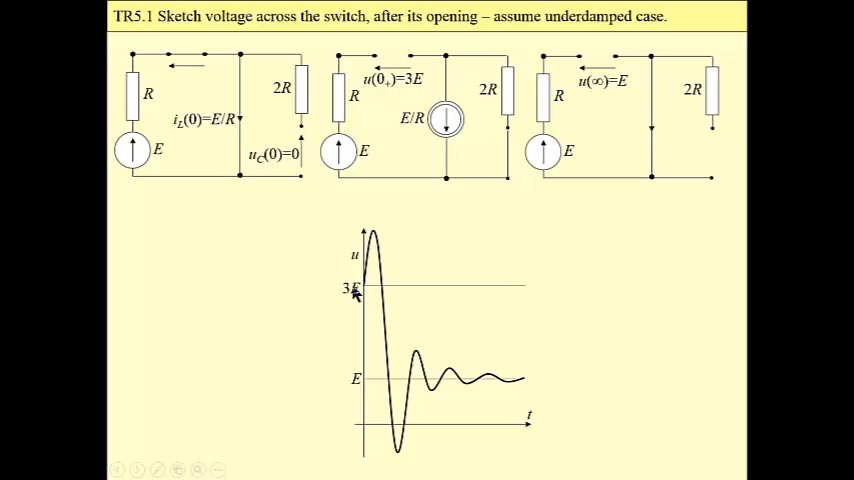 TR5.1 Sketch voltage across the switch, after its opening – assume underdamped case.
R
E
i_L(0)=E/R
2R
u_C(0)=0
u(0₊)=3E
R
E
E/R
2R
u(∞)=E
R
E
2R
u
3E
E
t